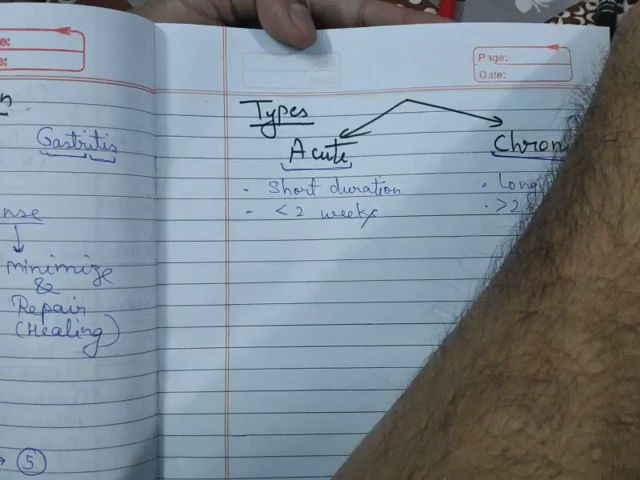 Gastritis
minimize
&
Repair
(Healing)
5
Page:
Date:
Types
Acute
Chron
· Short duration
- < 2 weeks
· Long
· >2